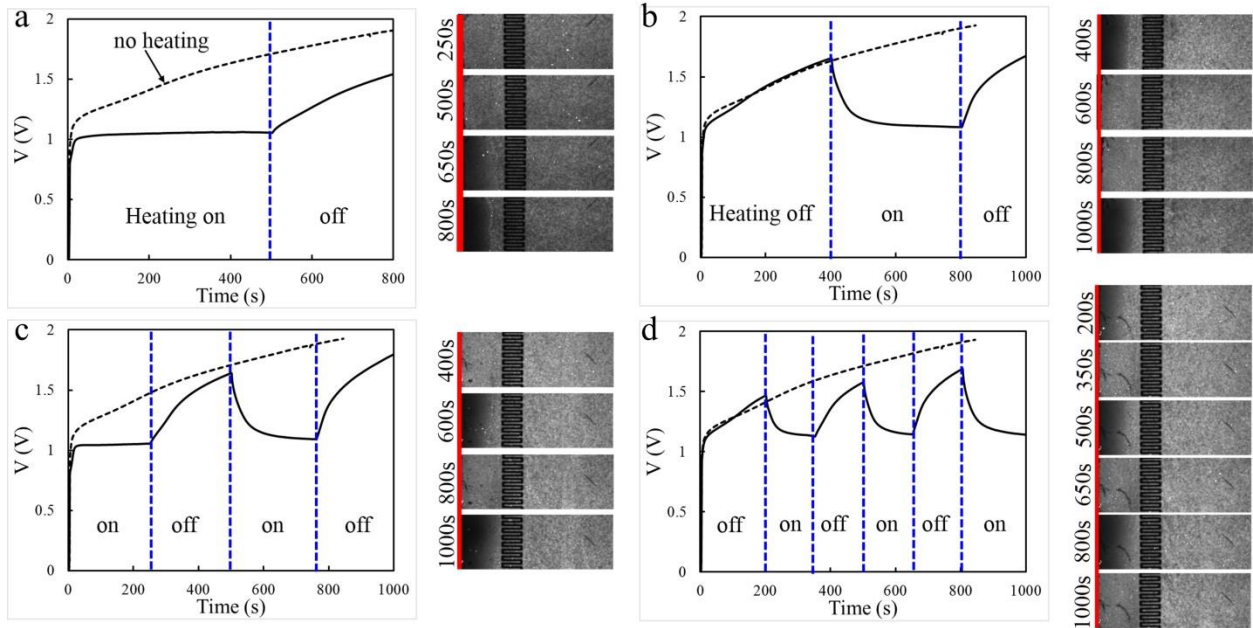 a
2
1.5
1
0.5
0
V (V)
no heating
Heating on
off
0
200
400
600
800
Time (s)
250s
500s
650s
800s
b
2
1.5
1
0.5
0
V (V)
Heating off
on
off
0
200
400
600
800
1000
Time (s)
400s
600s
800s
1000s
c
2
1.5
1
0.5
0
V (V)
on
off
on
off
0
200
400
600
800
1000
Time (s)
400s
600s
800s
1000s
d
2
1.5
1
0.5
0
V (V)
off
on
off
on
off
on
0
200
400
600
800
1000
Time (s)
200s
350s
500s
650s
800s
1000s